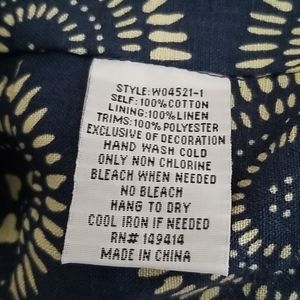 STYLE:W04521-1
SELF:100%COTTON
LINING:100%LINEN
TRIMS:100% POLYESTER
EXCLUSIVE OF DECORATION
HAND WASH COLD
ONLY NON CHLORINE
BLEACH WHEN NEEDED
NO BLEACH
HANG TO DRY
COOL IRON IF NEEDED
RN# 149414
MADE IN CHINA